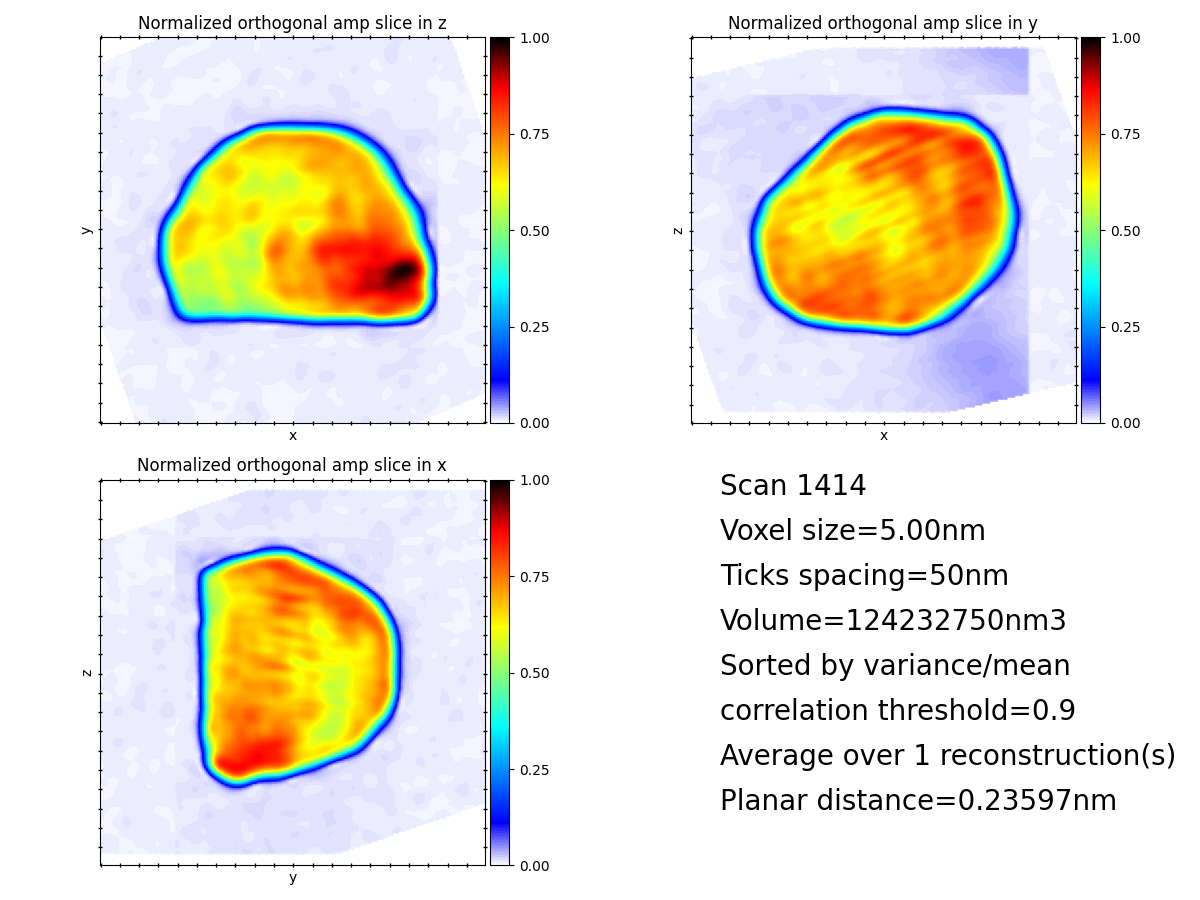 Normalized orthogonal amp slice in z
1.00
0.75
0.50
0.25
0.00
y
x
Normalized orthogonal amp slice in y
1.00
0.75
0.50
0.25
0.00
z
x
Normalized orthogonal amp slice in x
1.00
0.75
0.50
0.25
0.00
z
y
Scan 1414
Voxel size=5.00nm
Ticks spacing=50nm
Volume=124232750nm3
Sorted by variance/mean
correlation threshold=0.9
Average over 1 reconstruction(s)
Planar distance=0.23597nm